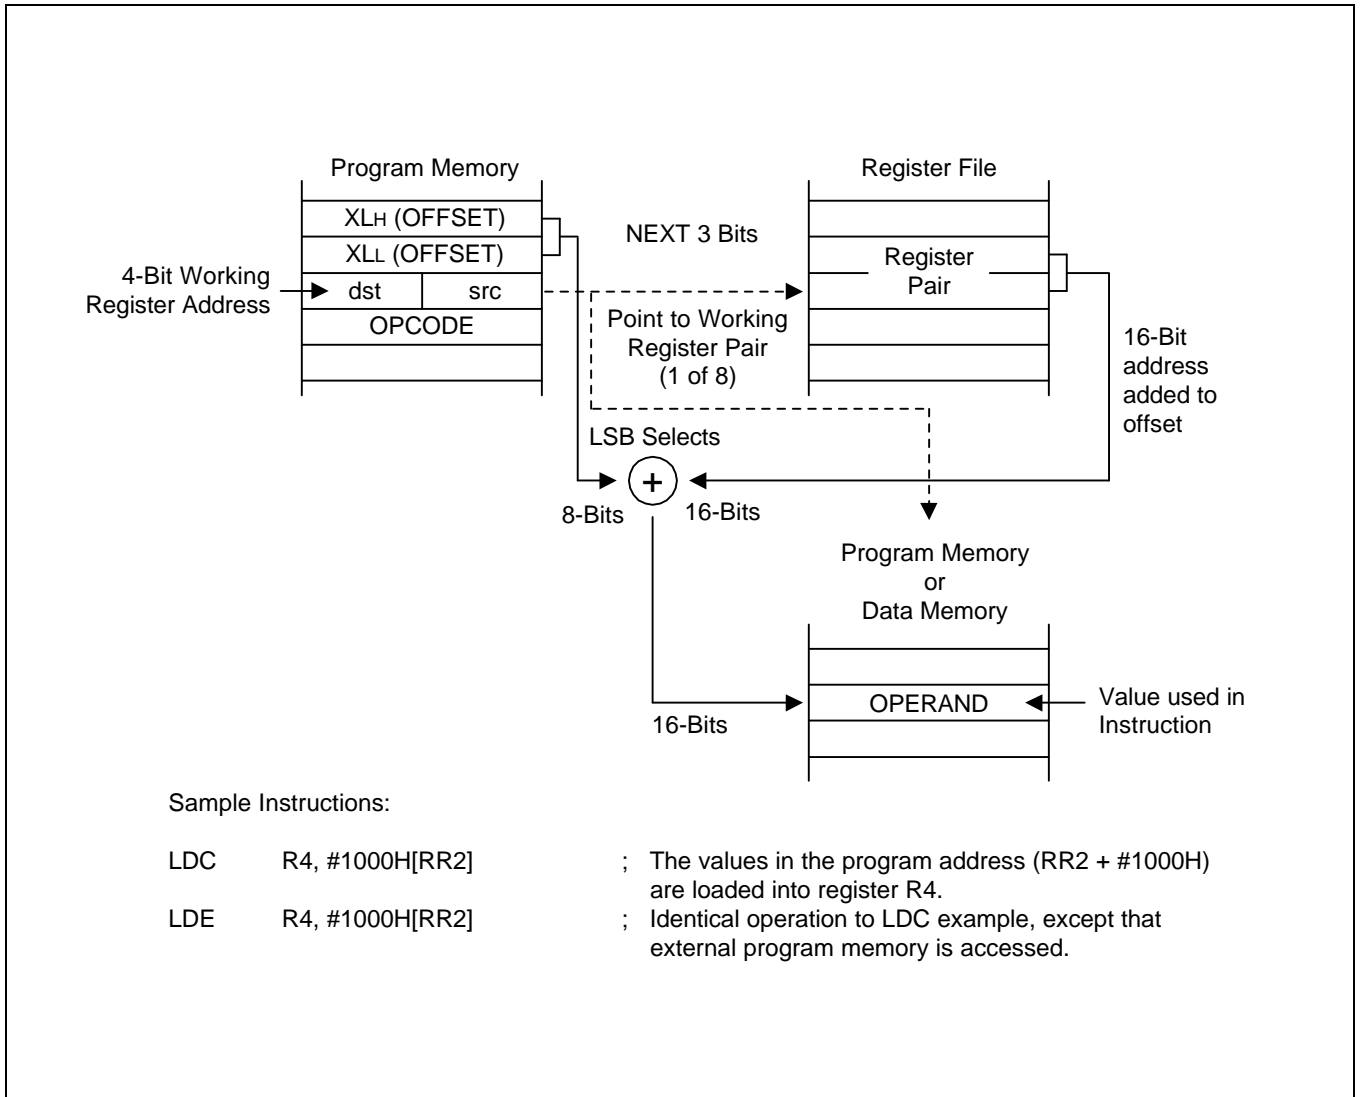 Program Memory
XLH (OFFSET)
XLL (OFFSET)
4-Bit Working
Register Address
dst src
OPCODE
NEXT 3 Bits
Point to Working
Register Pair
(1 of 8)
Register File
Register
Pair
16-Bit
address
added to
offset
LSB Selects
+
8-Bits
16-Bits
Program Memory
or
Data Memory
16-Bits
OPERAND
Value used in
Instruction
Sample Instructions:
LDC R4, #1000H[RR2] ; The values in the program address (RR2 + #1000H)
are loaded into register R4.
LDE R4, #1000H[RR2] ; Identical operation to LDC example, except that
external program memory is accessed.